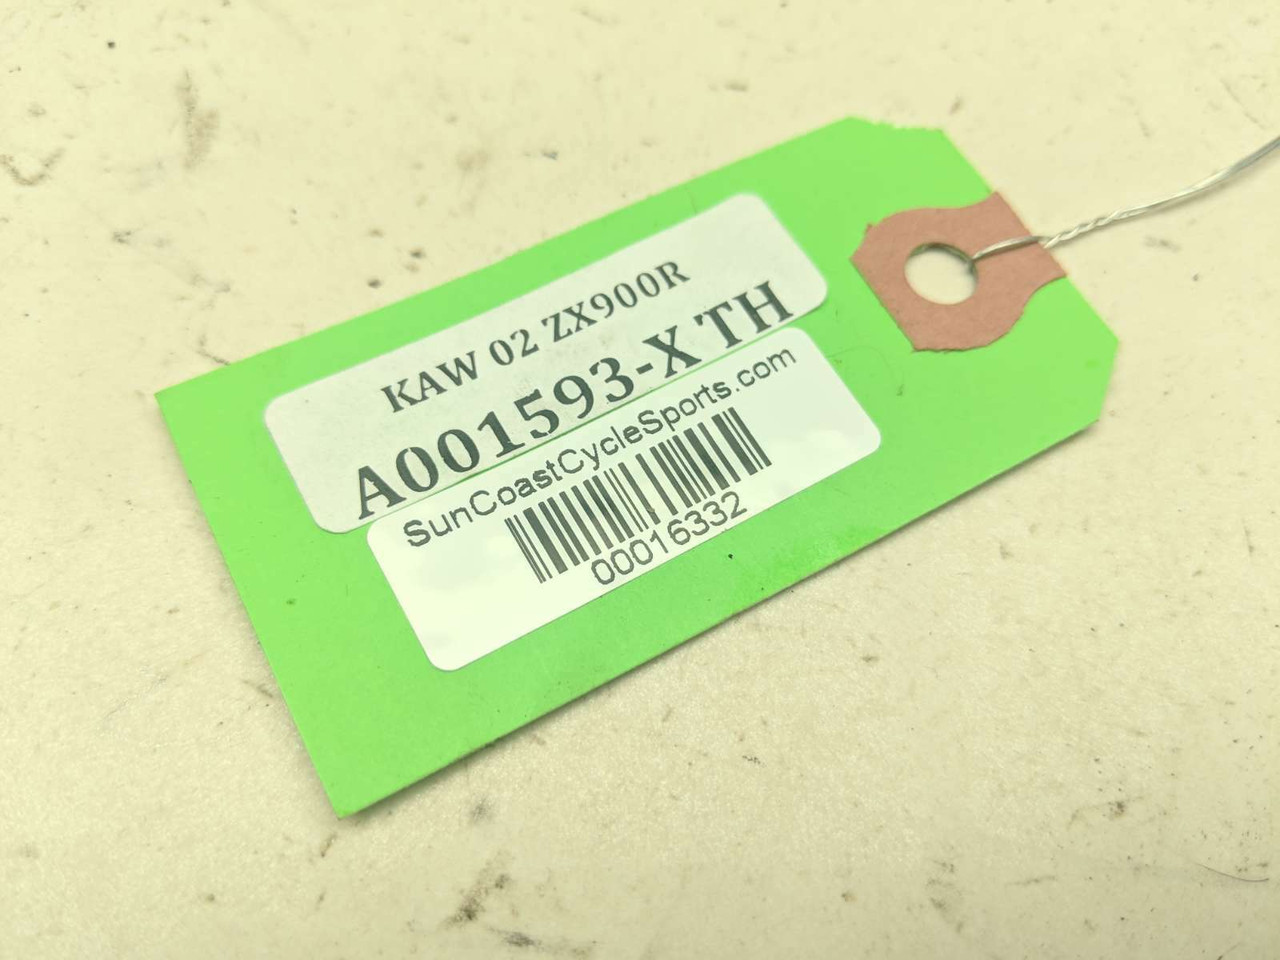 KAW 02 ZX900R
A001593-X TH
SunCoastCycleSports.com
00016332